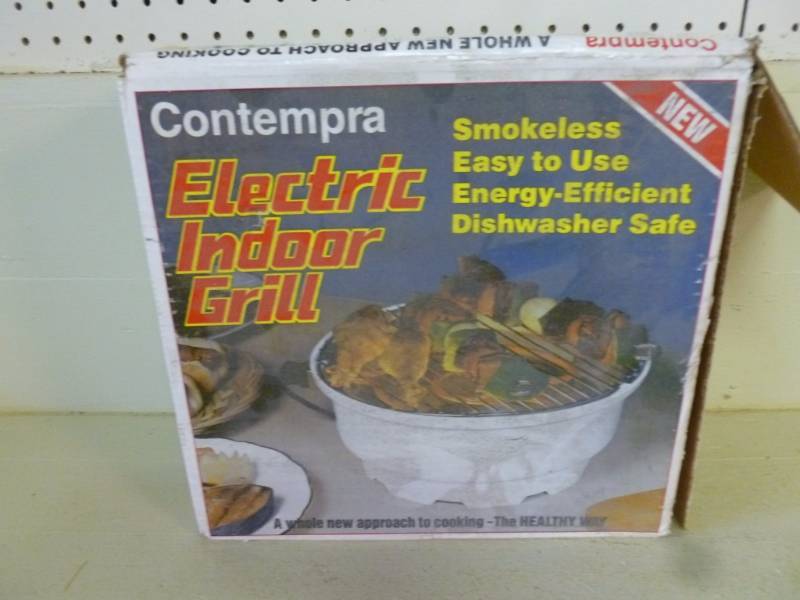 Contempra
A WHOLE NEW APPROACH TO COOKING
Contempra
Electric
Indoor
Grill
Smokeless
Easy to Use
Energy-Efficient
Dishwasher Safe
NEW
A whole new approach to cooking -The HEALTHY WAY